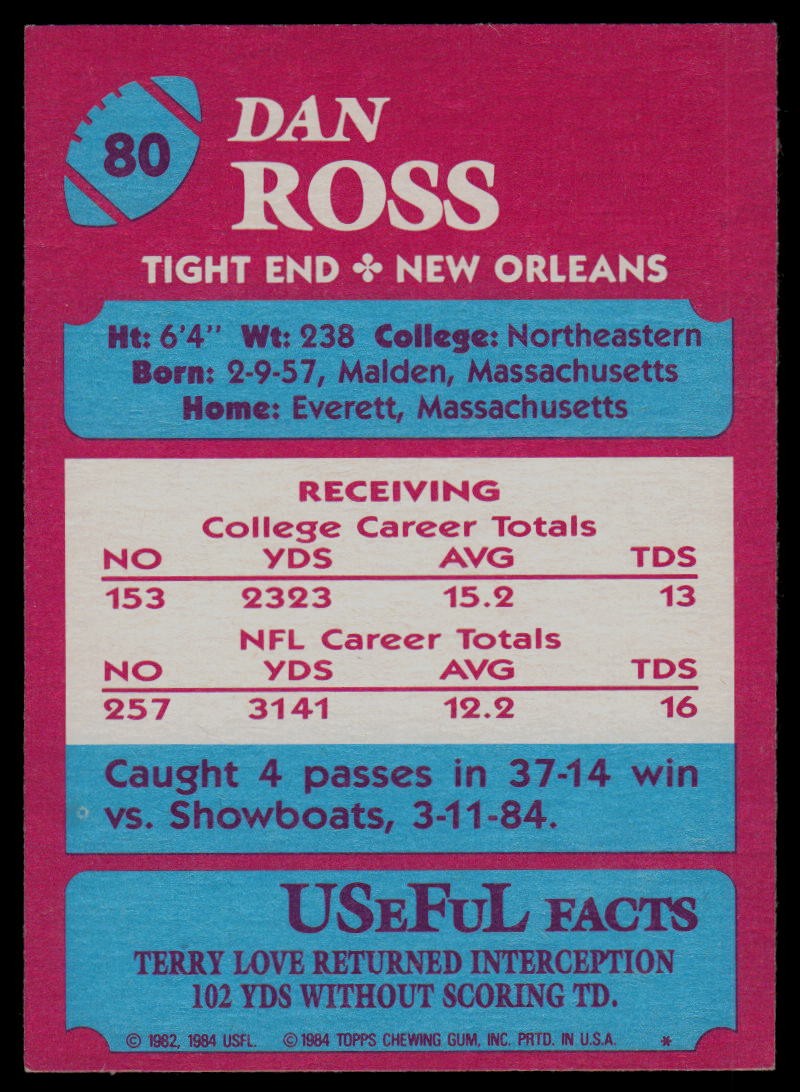 80
DAN
ROSS
TIGHT END ✤ NEW ORLEANS
Ht: 6'4" Wt: 238 College: Northeastern
Born: 2-9-57, Malden, Massachusetts
Home: Everett, Massachusetts
RECEIVING
College Career Totals
NO YDS AVG TDS
153 2323 15.2 13
NFL Career Totals
NO YDS AVG TDS
257 3141 12.2 16
Caught 4 passes in 37-14 win
vs. Showboats, 3-11-84.
USeFuL FACTS
TERRY LOVE RETURNED INTERCEPTION
102 YDS WITHOUT SCORING TD.
© 1982, 1984 USFL. © 1984 TOPPS CHEWING GUM, INC. PRTD. IN U.S.A. *